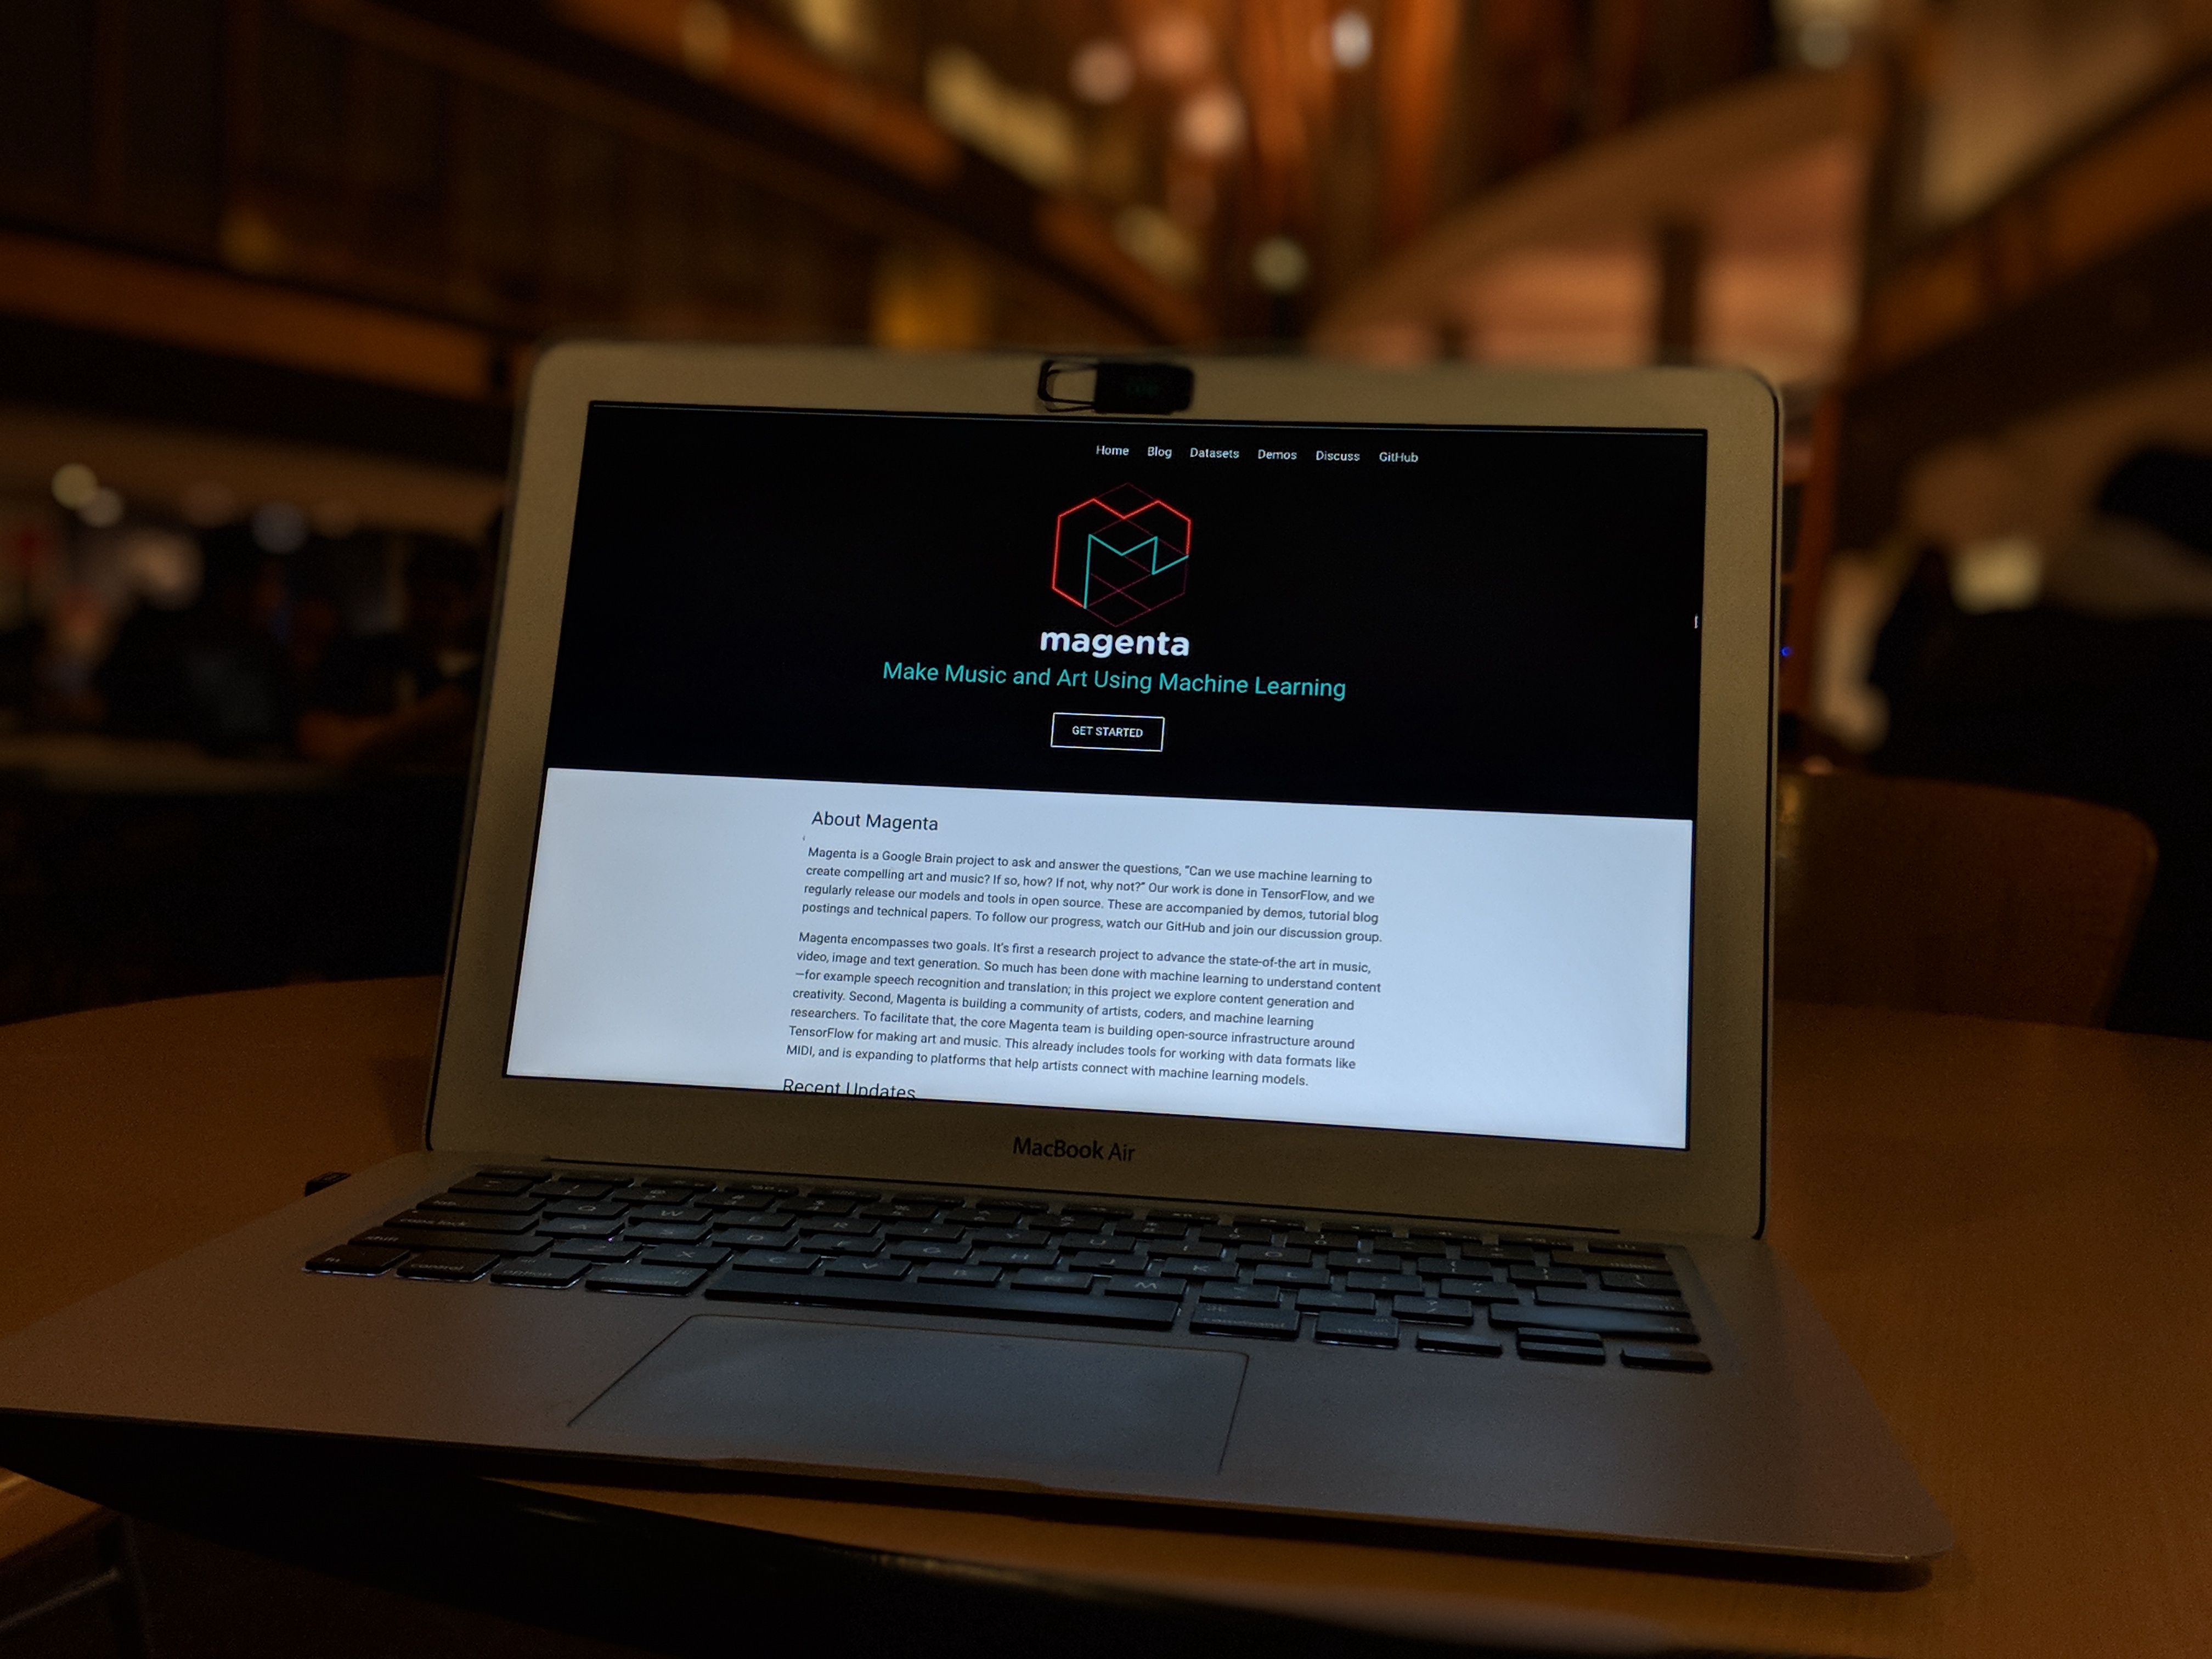 Home Blog Datasets Demos Discuss GitHub
magenta
Make Music and Art Using Machine Learning
GET STARTED
About Magenta
Magenta is a Google Brain project to ask and answer the questions, “Can we use machine learning to
create compelling art and music? If so, how? If not, why not?” Our work is done in TensorFlow, and we
regularly release our models and tools in open source. These are accompanied by demos, tutorial blog
postings and technical papers. To follow our progress, watch our GitHub and join our discussion group.
Magenta encompasses two goals. It’s first a research project to advance the state-of-the art in music,
video, image and text generation. So much has been done with machine learning to understand content
—for example speech recognition and translation; in this project we explore content generation and
creativity. Second, Magenta is building a community of artists, coders, and machine learning
researchers. To facilitate that, the core Magenta team is building open-source infrastructure around
TensorFlow for making art and music. This already includes tools for working with data formats like
MIDI, and is expanding to platforms that help artists connect with machine learning models.
Recent Updates
MacBook Air
Q W R Y U
A S D G H K L
Z X C V B M
control option command option